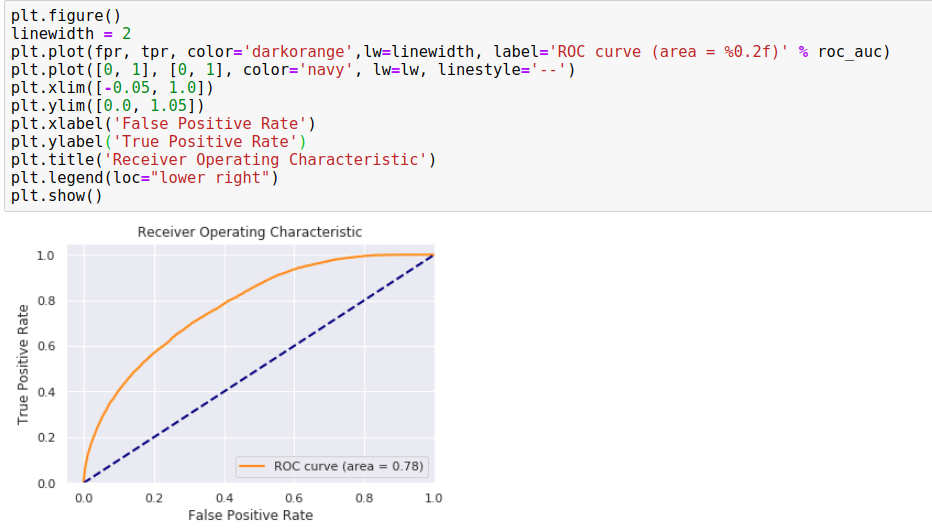 plt.figure()
linewidth = 2
plt.plot(fpr, tpr, color='darkorange',lw=linewidth, label='ROC curve (area = %0.2f)' % roc_auc)
plt.plot([0, 1], [0, 1], color='navy', lw=lw, linestyle='--')
plt.xlim([-0.05, 1.0])
plt.ylim([0.0, 1.05])
plt.xlabel('False Positive Rate')
plt.ylabel('True Positive Rate')
plt.title('Receiver Operating Characteristic')
plt.legend(loc="lower right")
plt.show()
Receiver Operating Characteristic
True Positive Rate
1.0
0.8
0.6
0.4
0.2
0.0
ROC curve (area = 0.78)
0.0 0.2 0.4 0.6 0.8 1.0
False Positive Rate